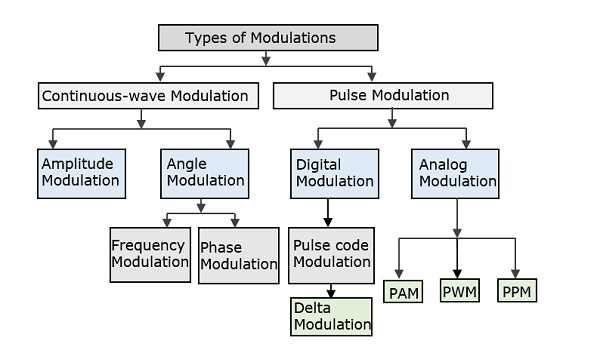 Types of Modulations
Continuous-wave Modulation
Pulse Modulation
Amplitude
Modulation
Angle
Modulation
Digital
Modulation
Analog
Modulation
Frequency
Modulation
Phase
Modulation
Pulse code
Modulation
PAM
PWM
PPM
Delta
Modulation